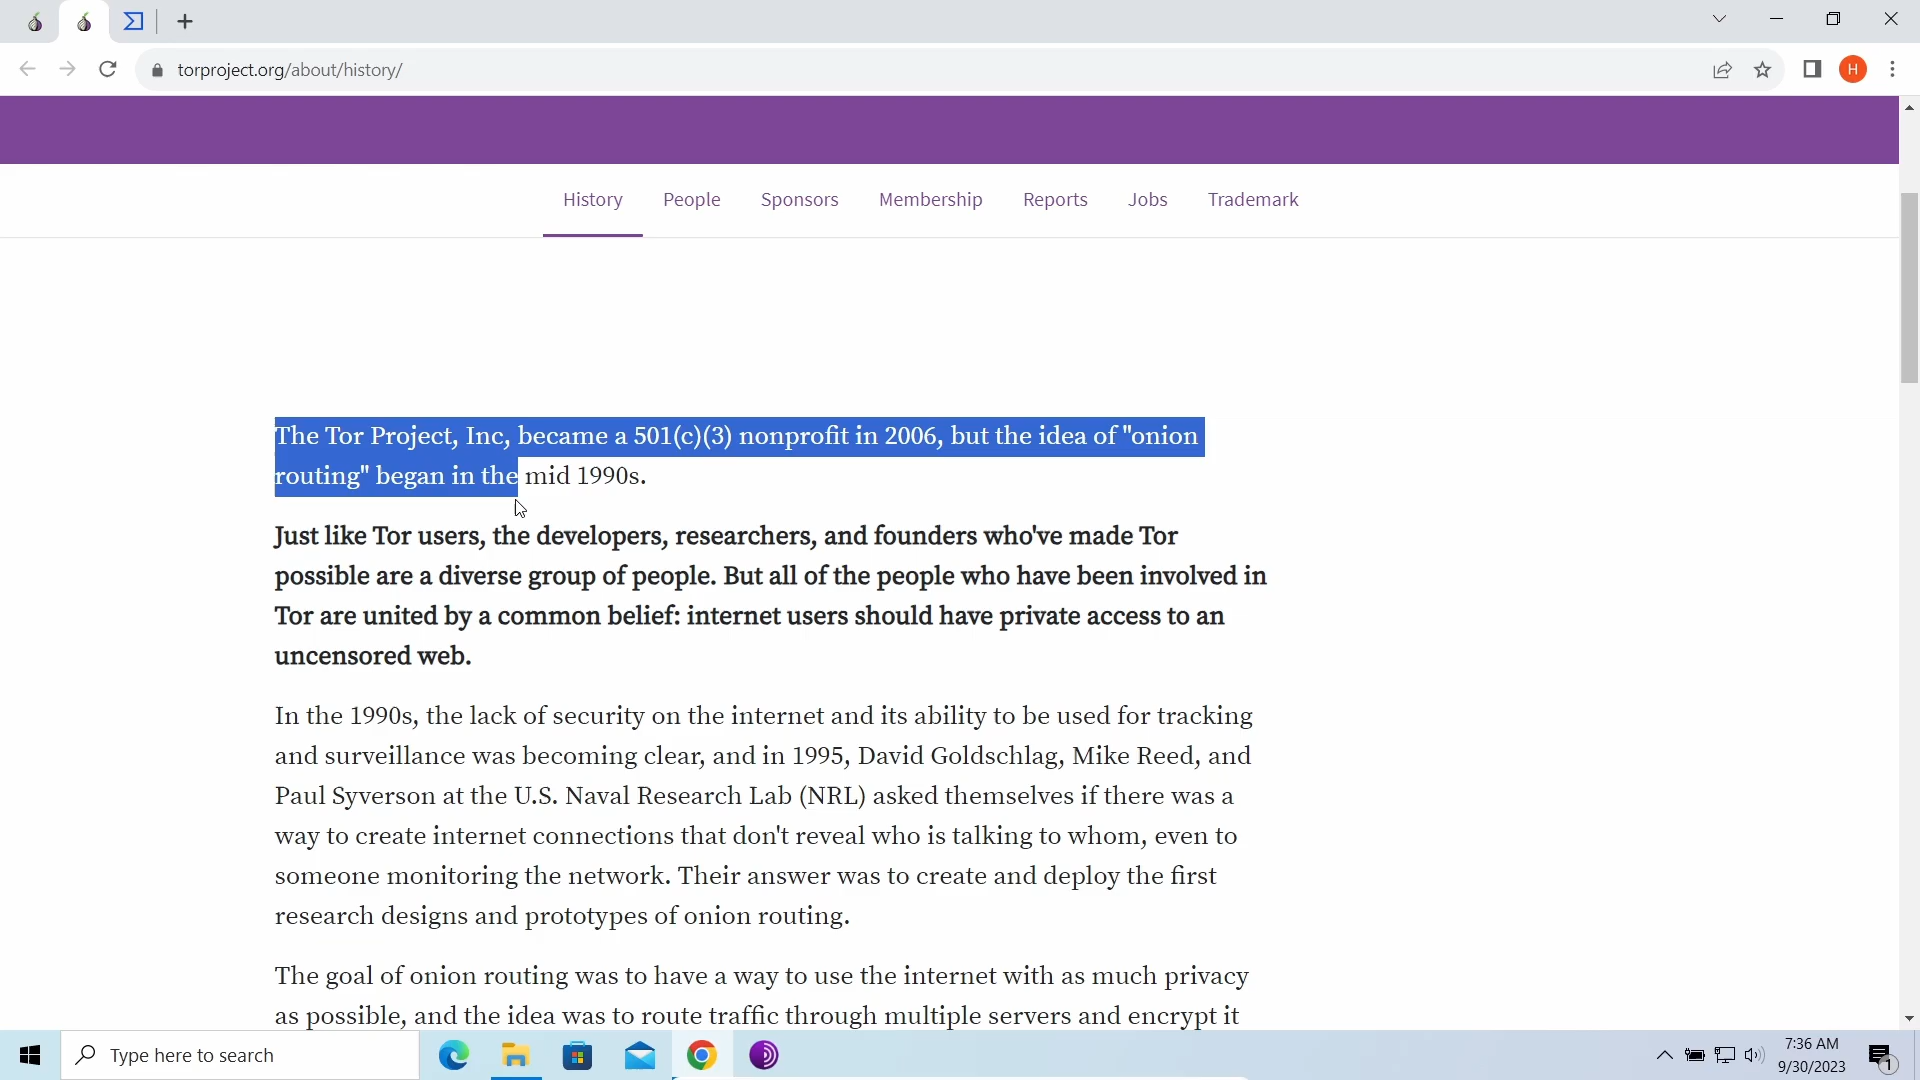 torproject.org/about/history/
H
History People Sponsors Membership Reports Jobs Trademark
The Tor Project, Inc, became a 501(c)(3) nonprofit in 2006, but the idea of "onion
routing" began in the mid 1990s.
Just like Tor users, the developers, researchers, and founders who've made Tor
possible are a diverse group of people. But all of the people who have been involved in
Tor are united by a common belief: internet users should have private access to an
uncensored web.
In the 1990s, the lack of security on the internet and its ability to be used for tracking
and surveillance was becoming clear, and in 1995, David Goldschlag, Mike Reed, and
Paul Syverson at the U.S. Naval Research Lab (NRL) asked themselves if there was a
way to create internet connections that don't reveal who is talking to whom, even to
someone monitoring the network. Their answer was to create and deploy the first
research designs and prototypes of onion routing.
The goal of onion routing was to have a way to use the internet with as much privacy
as possible, and the idea was to route traffic through multiple servers and encrypt it
Type here to search
7:36 AM
9/30/2023
1